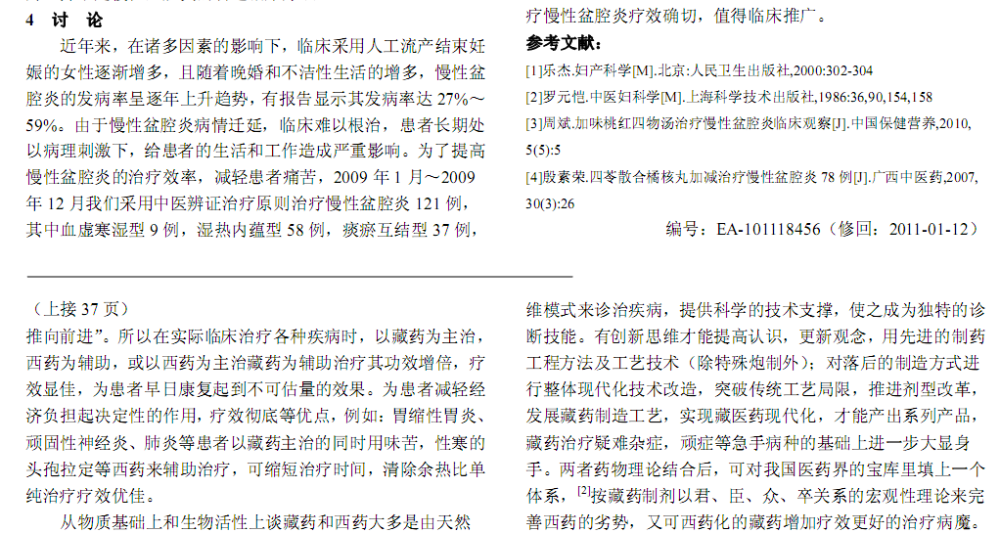 4 讨 论
近年来，在诸多因素的影响下，临床采用人工流产结束妊
娠的女性逐渐增多，且随着晚婚和不洁性生活的增多，慢性盆
腔炎的发病率呈逐年上升趋势，有报告显示其发病率达 27%～
59%。由于慢性盆腔炎病情迁延，临床难以根治，患者长期处
以病理刺激下，给患者的生活和工作造成严重影响。为了提高
慢性盆腔炎的治疗效率，减轻患者痛苦，2009 年 1 月～2009
年 12 月我们采用中医辨证治疗原则治疗慢性盆腔炎 121 例，
其中血虚寒湿型 9 例，湿热内蕴型 58 例，痰瘀互结型 37 例，
疗慢性盆腔炎疗效确切，值得临床推广。
参考文献：
[1]乐杰.妇产科学[M].北京:人民卫生出版社,2000:302-304
[2]罗元恺.中医妇科学[M].上海科学技术出版社,1986:36,90,154,158
[3]周斌.加味桃红四物汤治疗慢性盆腔炎临床观察[J].中国保健营养,2010,
5(5):5
[4]殷素荣.四苓散合橘核丸加减治疗慢性盆腔炎 78 例[J].广西中医药,2007,
30(3):26
编号：EA-101118456（修回：2011-01-12）
（上接 37 页）
推向前进”。所以在实际临床治疗各种疾病时，以藏药为主治，
西药为辅助，或以西药为主治藏药为辅助治疗其功效增倍，疗
效显佳，为患者早日康复起到不可估量的效果。为患者减轻经
济负担起决定性的作用，疗效彻底等优点，例如：胃缩性胃炎、
顽固性神经炎、肺炎等患者以藏药主治的同时用味苦，性寒的
头孢拉定等西药来辅助治疗，可缩短治疗时间，清除余热比单
纯治疗疗效优佳。
从物质基础上和生物活性上谈藏药和西药大多是由天然
维模式来诊治疾病，提供科学的技术支撑，使之成为独特的诊
断技能。有创新思维才能提高认识，更新观念，用先进的制药
工程方法及工艺技术（除特殊炮制外）；对落后的制造方式进
行整体现代化技术改造，突破传统工艺局限，推进剂型改革，
发展藏药制造工艺，实现藏医药现代化，才能产出系列产品，
藏药治疗疑难杂症，顽症等急手病种的基础上进一步大显身
手。两者药物理论结合后，可对我国医药界的宝库里填上一个
体系，[2]按藏药制剂以君、臣、众、卒关系的宏观性理论来完
善西药的劣势，又可西药化的藏药增加疗效更好的治疗病魔。